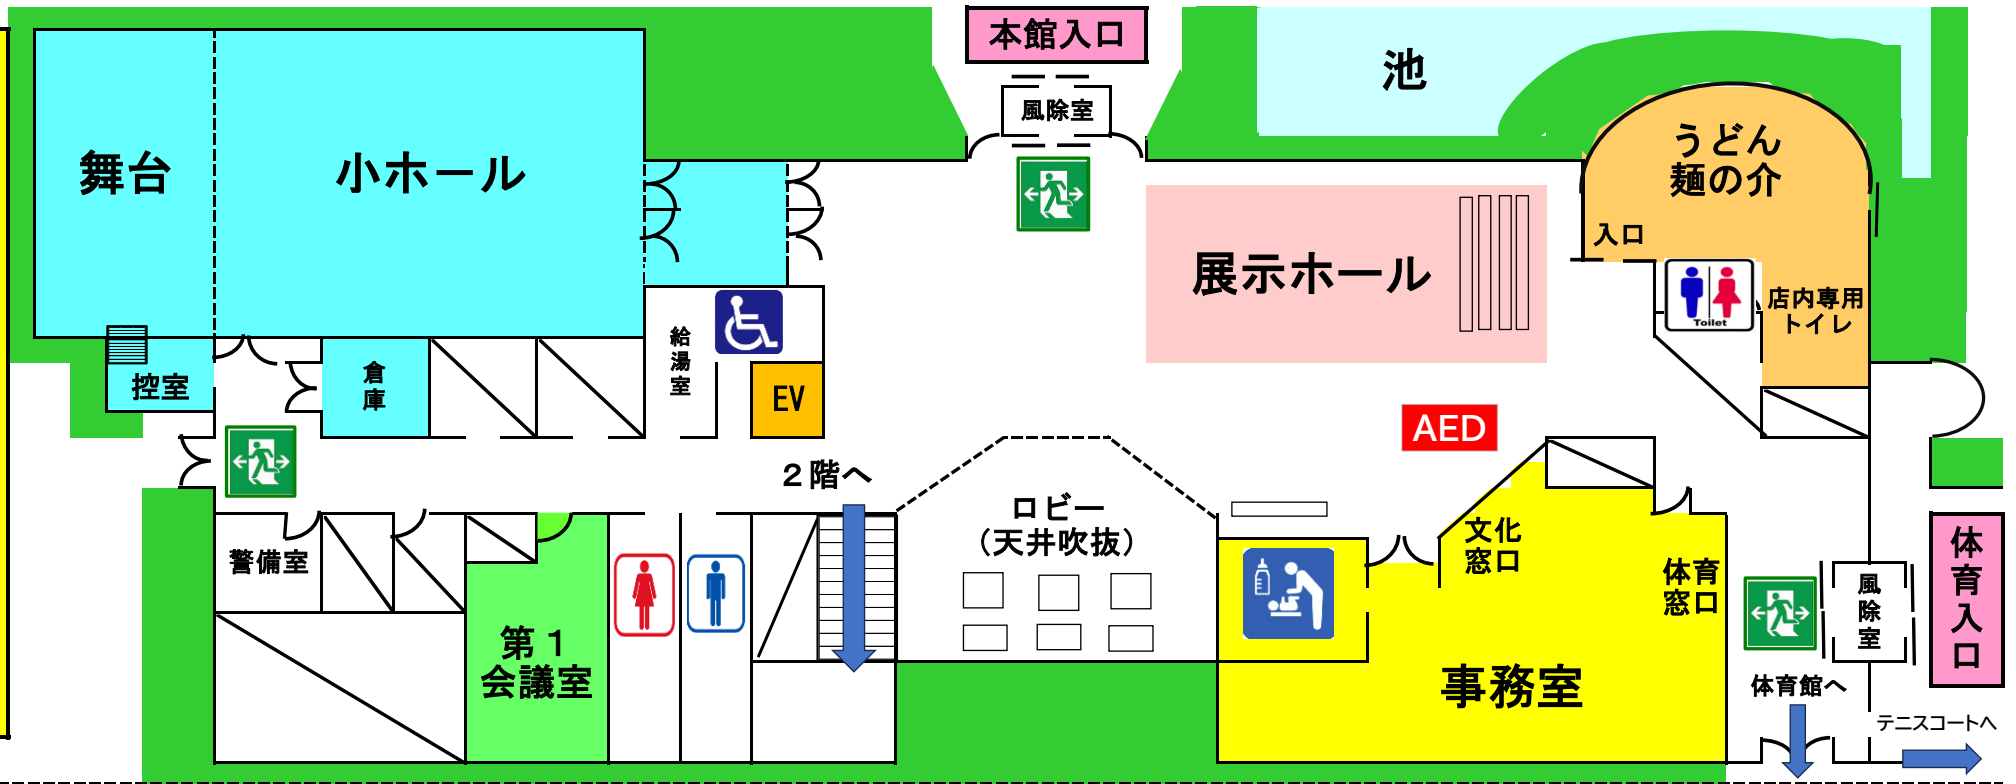 本館入口
風除室
池
舞台
小ホール
うどん
麺の介
入口
展示ホール
Toilet
店内専用
トイレ
給湯室
控室
倉庫
EV
AED
２階へ
ロビー
（天井吹抜）
文化
窓口
体育
窓口
警備室
第１
会議室
事務室
風除室
体育入口
体育館へ
テニスコートへ